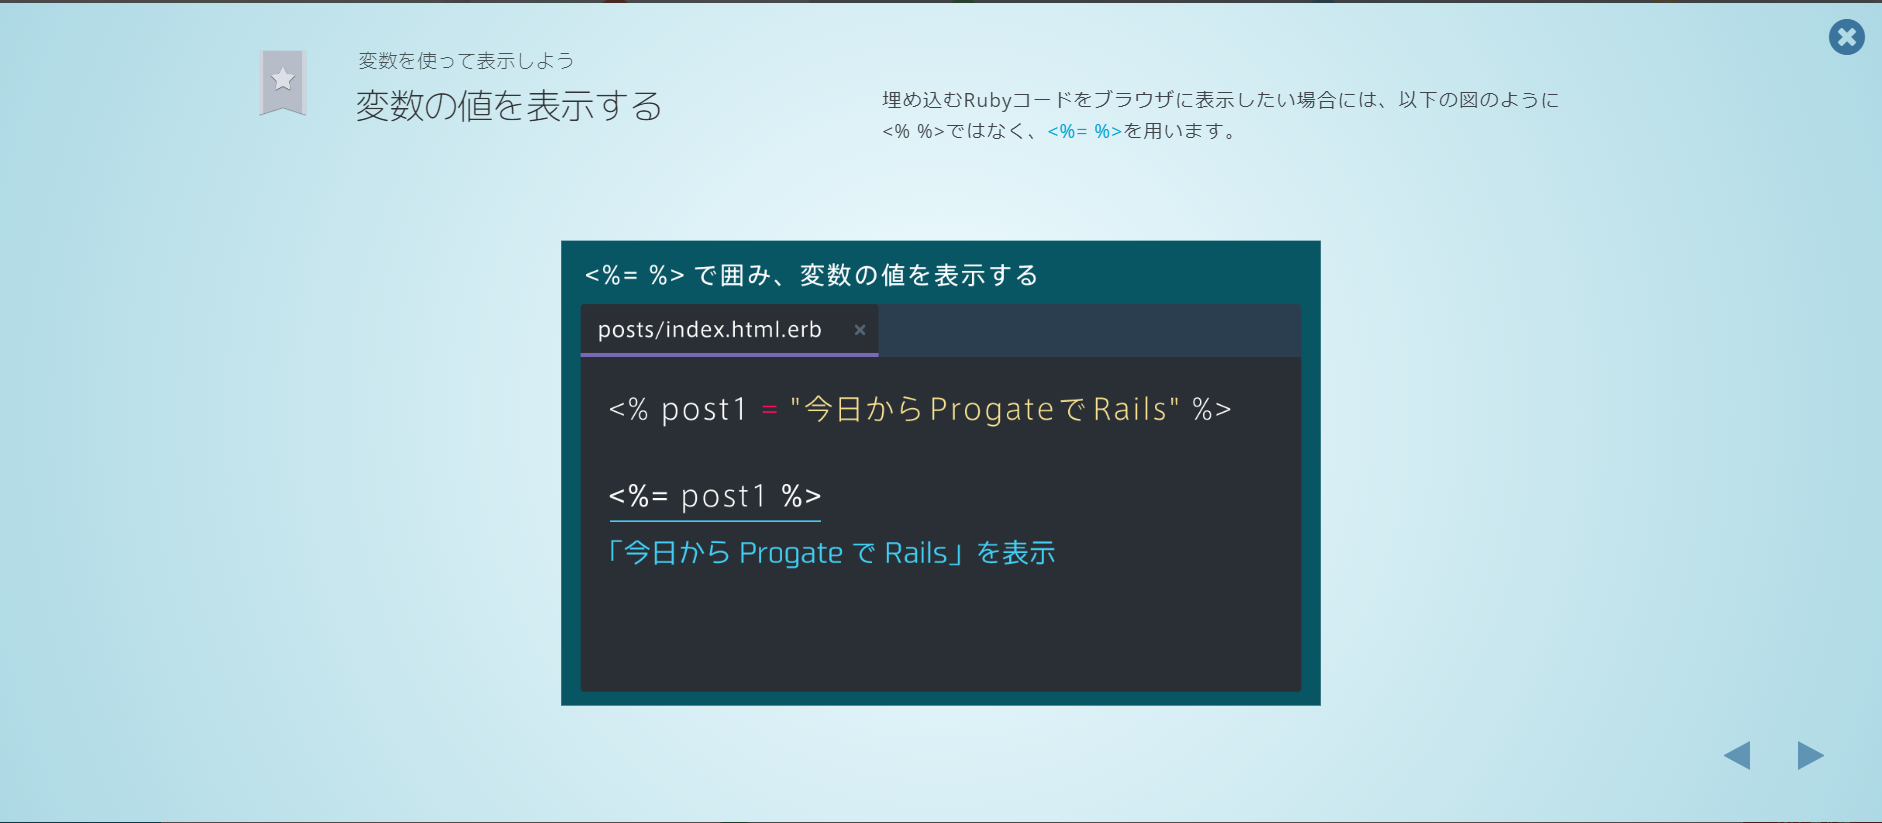 変数を使って表示しよう
変数の値を表示する
埋め込むRubyコードをブラウザに表示したい場合には、以下の図のように
<% %>ではなく、<%= %>を用います。
<%= %> で囲み、変数の値を表示する
posts/index.html.erb ×
<% post1 = "今日からProgateでRails" %>
<%= post1 %>
「今日から Progate で Rails」を表示